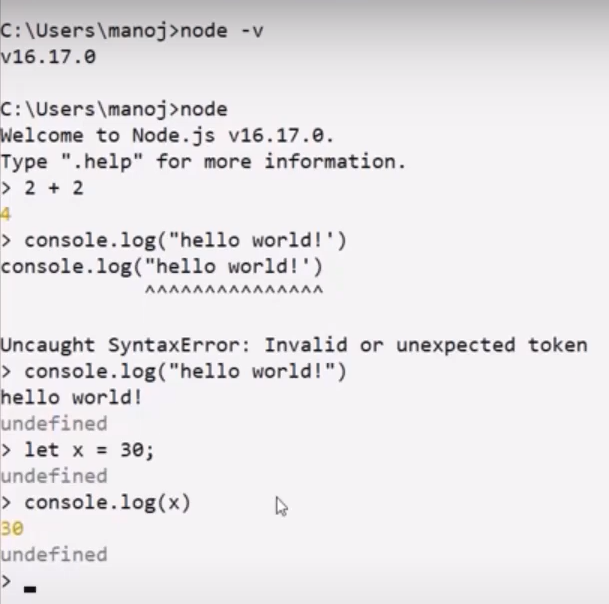 C:\Users\manoj>node -v
v16.17.0
C:\Users\manoj>node
Welcome to Node.js v16.17.0.
Type ".help" for more information.
> 2 + 2
4
> console.log("hello world!')
console.log("hello world!')
            ^^^^^^^^^^^^^^^
Uncaught SyntaxError: Invalid or unexpected token
> console.log("hello world!")
hello world!
undefined
> let x = 30;
undefined
> console.log(x)
30
undefined
>